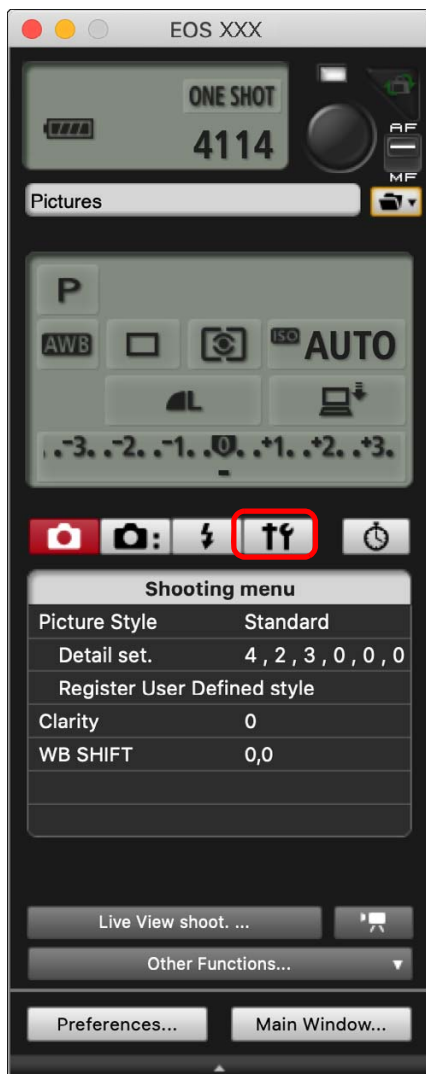 EOS XXX
ONE SHOT
4114
AF
MF
Pictures
P
AWB
ISO AUTO
L
.-3. .-2. .-1. .0. .+1. .+2. .+3.
Shooting menu
Picture Style Standard
Detail set. 4 , 2 , 3 , 0 , 0 , 0
Register User Defined style
Clarity 0
WB SHIFT 0,0
Live View shoot. ...
Other Functions...
Preferences... Main Window...